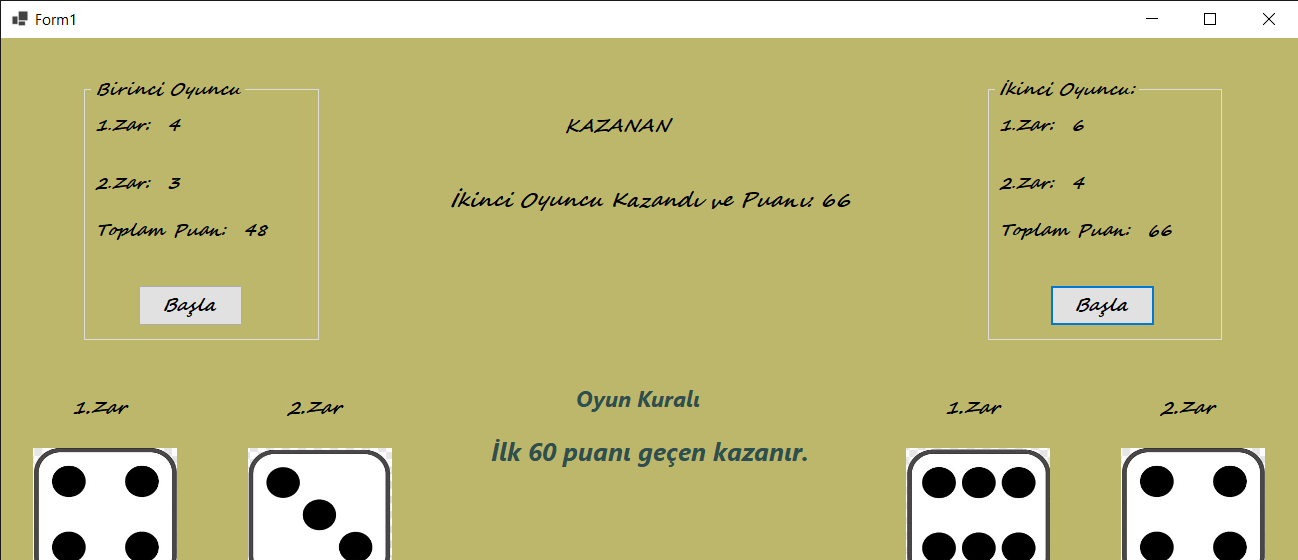 Form1
Birinci Oyuncu
1.Zar: 4
2.Zar: 3
Toplam Puan: 48
Başla
KAZANAN
İkinci Oyuncu Kazandı ve Puanı: 66
İkinci Oyuncu:
1.Zar: 6
2.Zar: 4
Toplam Puan: 66
Başla
1.Zar 2.Zar
Oyun Kuralı
İlk 60 puanı geçen kazanır.
1.Zar 2.Zar